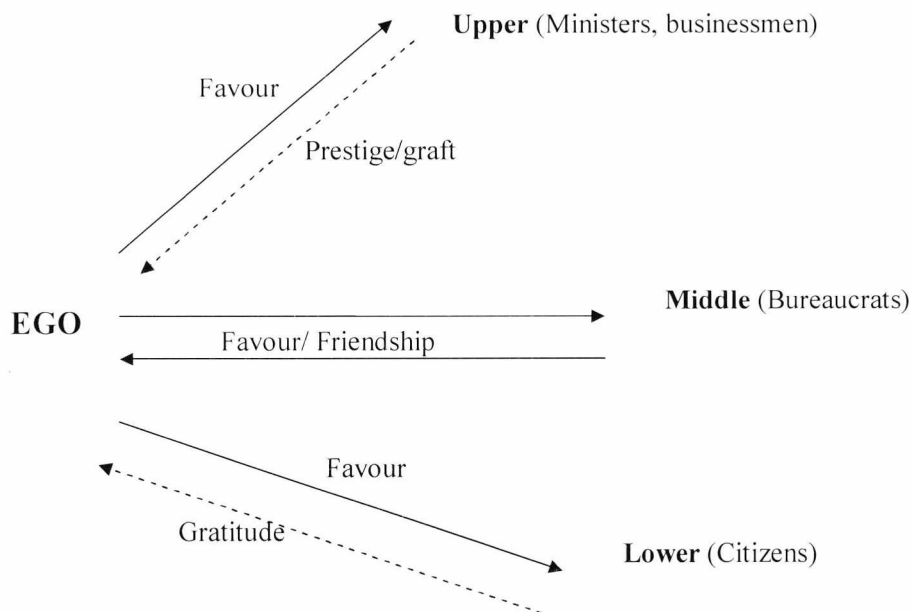 Upper (Ministers, businessmen)
Favour
Prestige/graft
Middle (Bureaucrats)
EGO
Favour/ Friendship
Favour
Gratitude
Lower (Citizens)